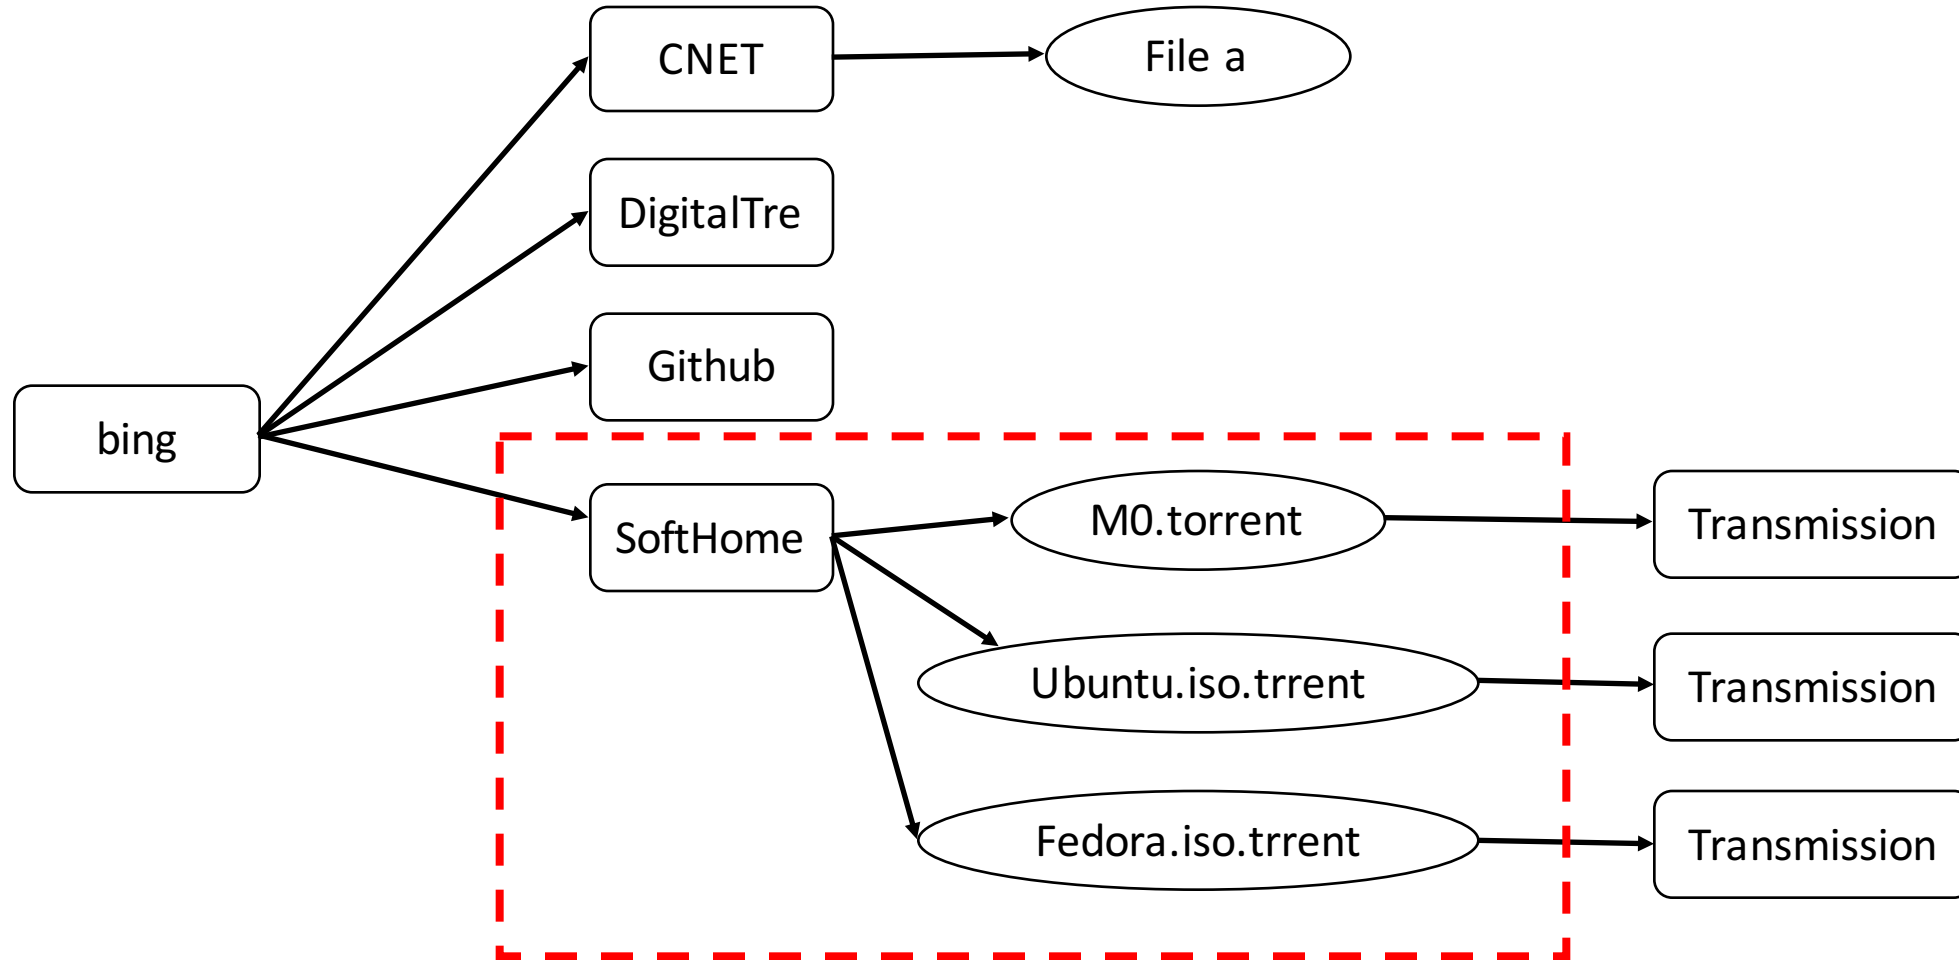 CNET
File a
DigitalTre
Github
bing
SoftHome
M0.torrent
Transmission
Ubuntu.iso.trrent
Transmission
Fedora.iso.trrent
Transmission